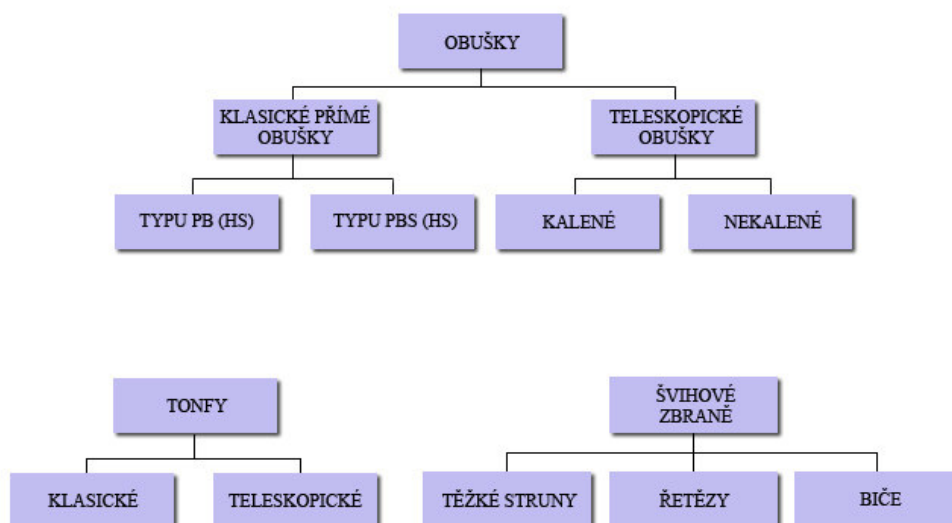 OBUŠKY
KLASICKÉ PŘÍMÉ
OBUŠKY
TELESKOPICKÉ
OBUŠKY
TYPU PB (HS)
TYPU PBS (HS)
KALENÉ
NEKALENÉ
TONFY
ŠVIHOVÉ
ZBRANĚ
KLASICKÉ
TELESKOPICKÉ
TĚŽKÉ STRUNY
ŘETĚZY
BIČE